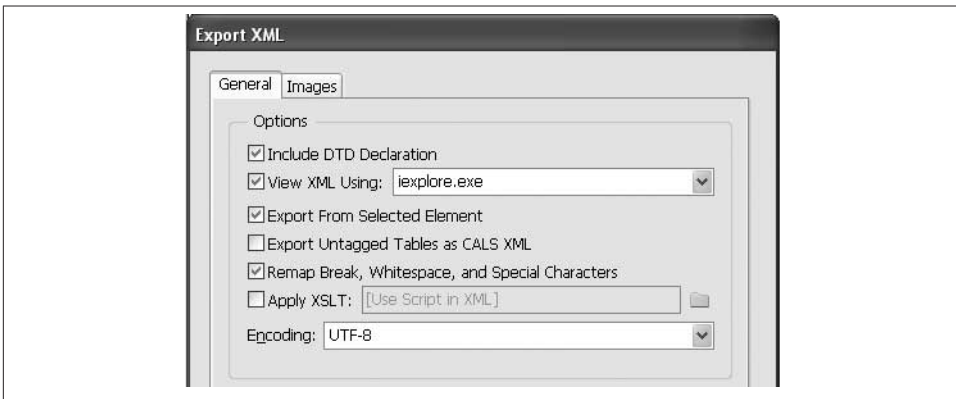 Export XML
General Images
Options
Include DTD Declaration
View XML Using: iexplore.exe
Export From Selected Element
Export Untagged Tables as CALS XML
Remap Break, Whitespace, and Special Characters
Apply XSLT: [Use Script in XML]
Encoding: UTF-8